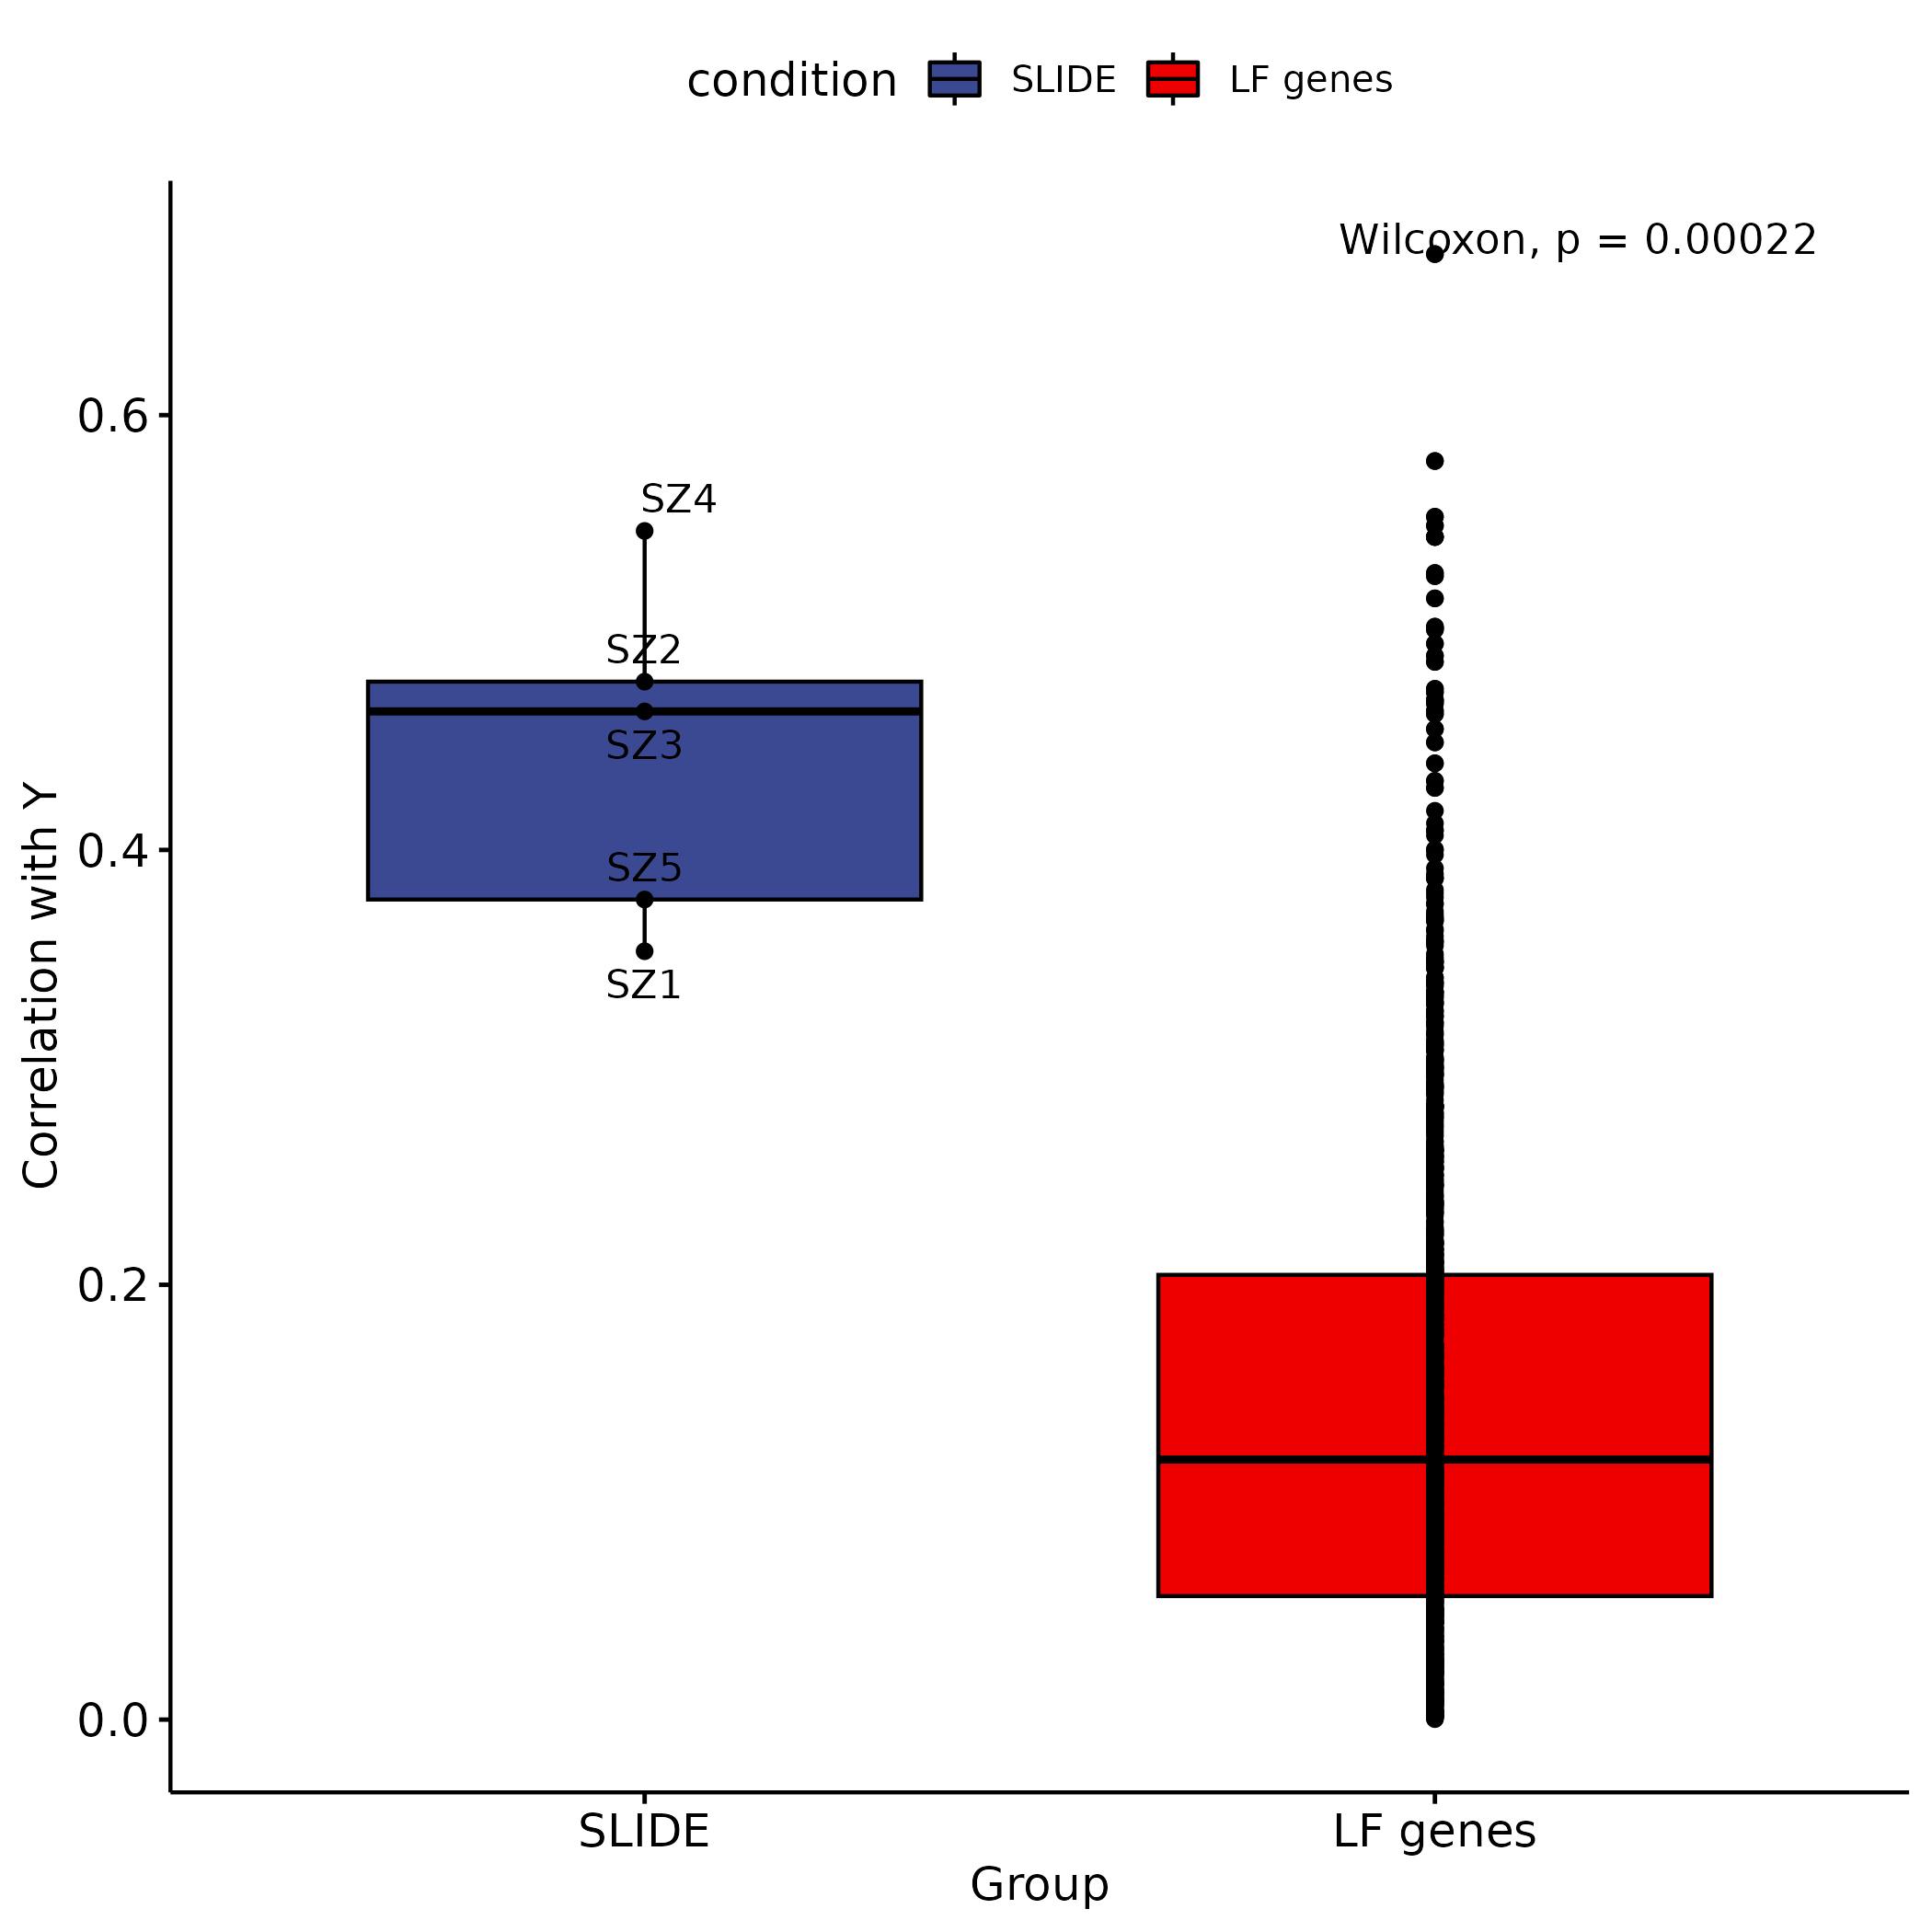 condition SLIDE LF genes
Wilcoxon, p = 0.00022
0.6
SZ4
SZ2
SZ3
0.4
SZ5
SZ1
Correlation with Y
0.2
0.0
SLIDE LF genes
Group